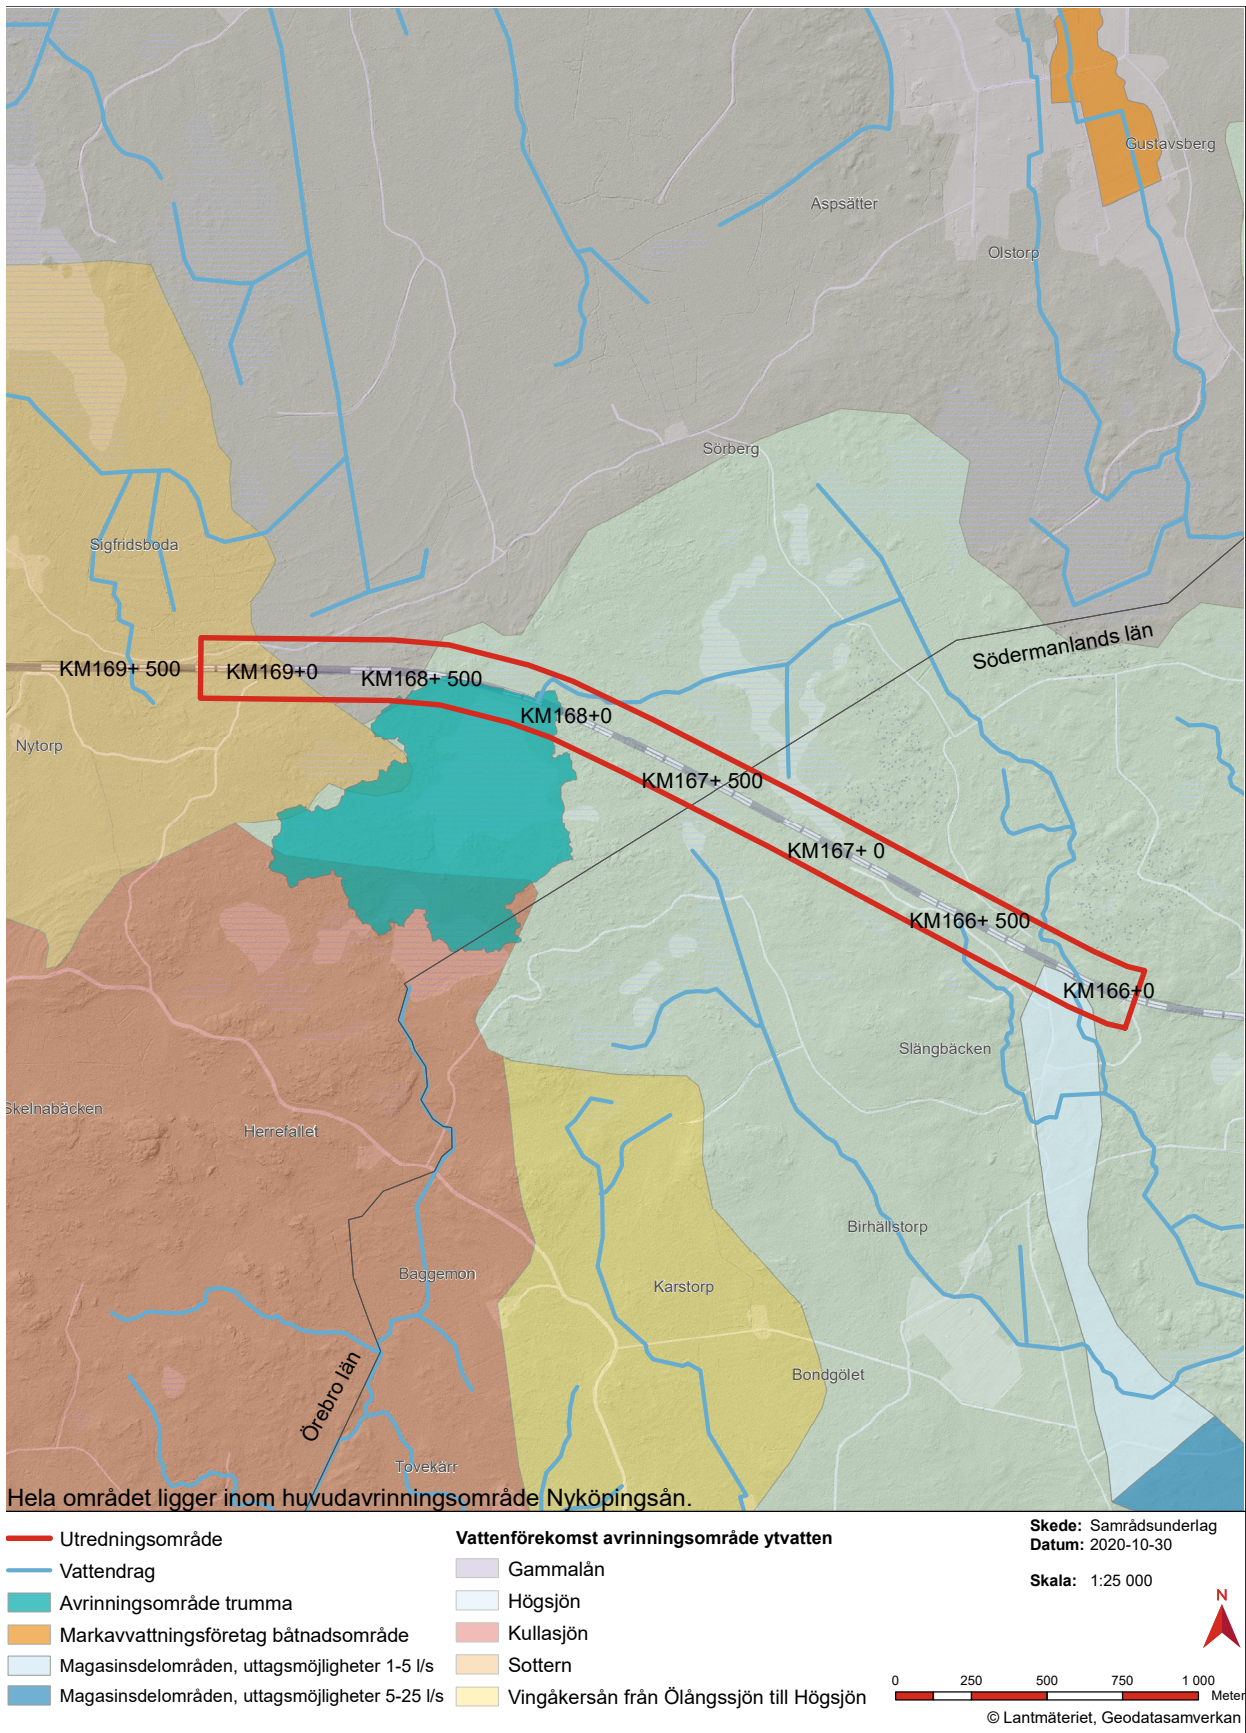 Gustavsberg
Aspsätter
Olstorp
Sörberg
Sigfridsboda
Södermanlands län
KM169+ 500
KM169+0
KM168+ 500
KM168+0
Nytorp
KM167+ 500
KM167+ 0
KM166+ 500
KM166+0
Slängbäcken
Skelnabäcken
Herrefallet
Birhällstorp
Baggemon
Karstorp
Bondgölet
Örebro län
Tovekärr
Hela området ligger inom huvudavrinningsområde Nyköpingsån.
Utredningsområde
Vattendrag
Avrinningsområde trumma
Markavvattningsföretag båtnadsområde
Magasinsdelområden, uttagsmöjligheter 1-5 l/s
Magasinsdelområden, uttagsmöjligheter 5-25 l/s
Vattenförekomst avrinningsområde ytvatten
Gammalån
Högsjön
Kullasjön
Sottern
Vingåkersån från Ölångssjön till Högsjön
Skede: Samrådsunderlag
Datum: 2020-10-30
Skala: 1:25 000
N
0 250 500 750 1 000
Meter
© Lantmäteriet, Geodatasamverkan